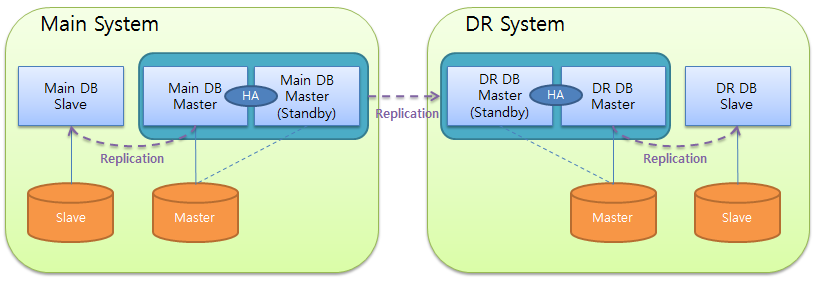 Main System
DR System
Main DB
Slave
Main DB
Master
HA
Main DB
Master
(Standby)
Replication
DR DB
Master
(Standby)
HA
DR DB
Master
DR DB
Slave
Replication
Replication
Slave
Master
Master
Slave